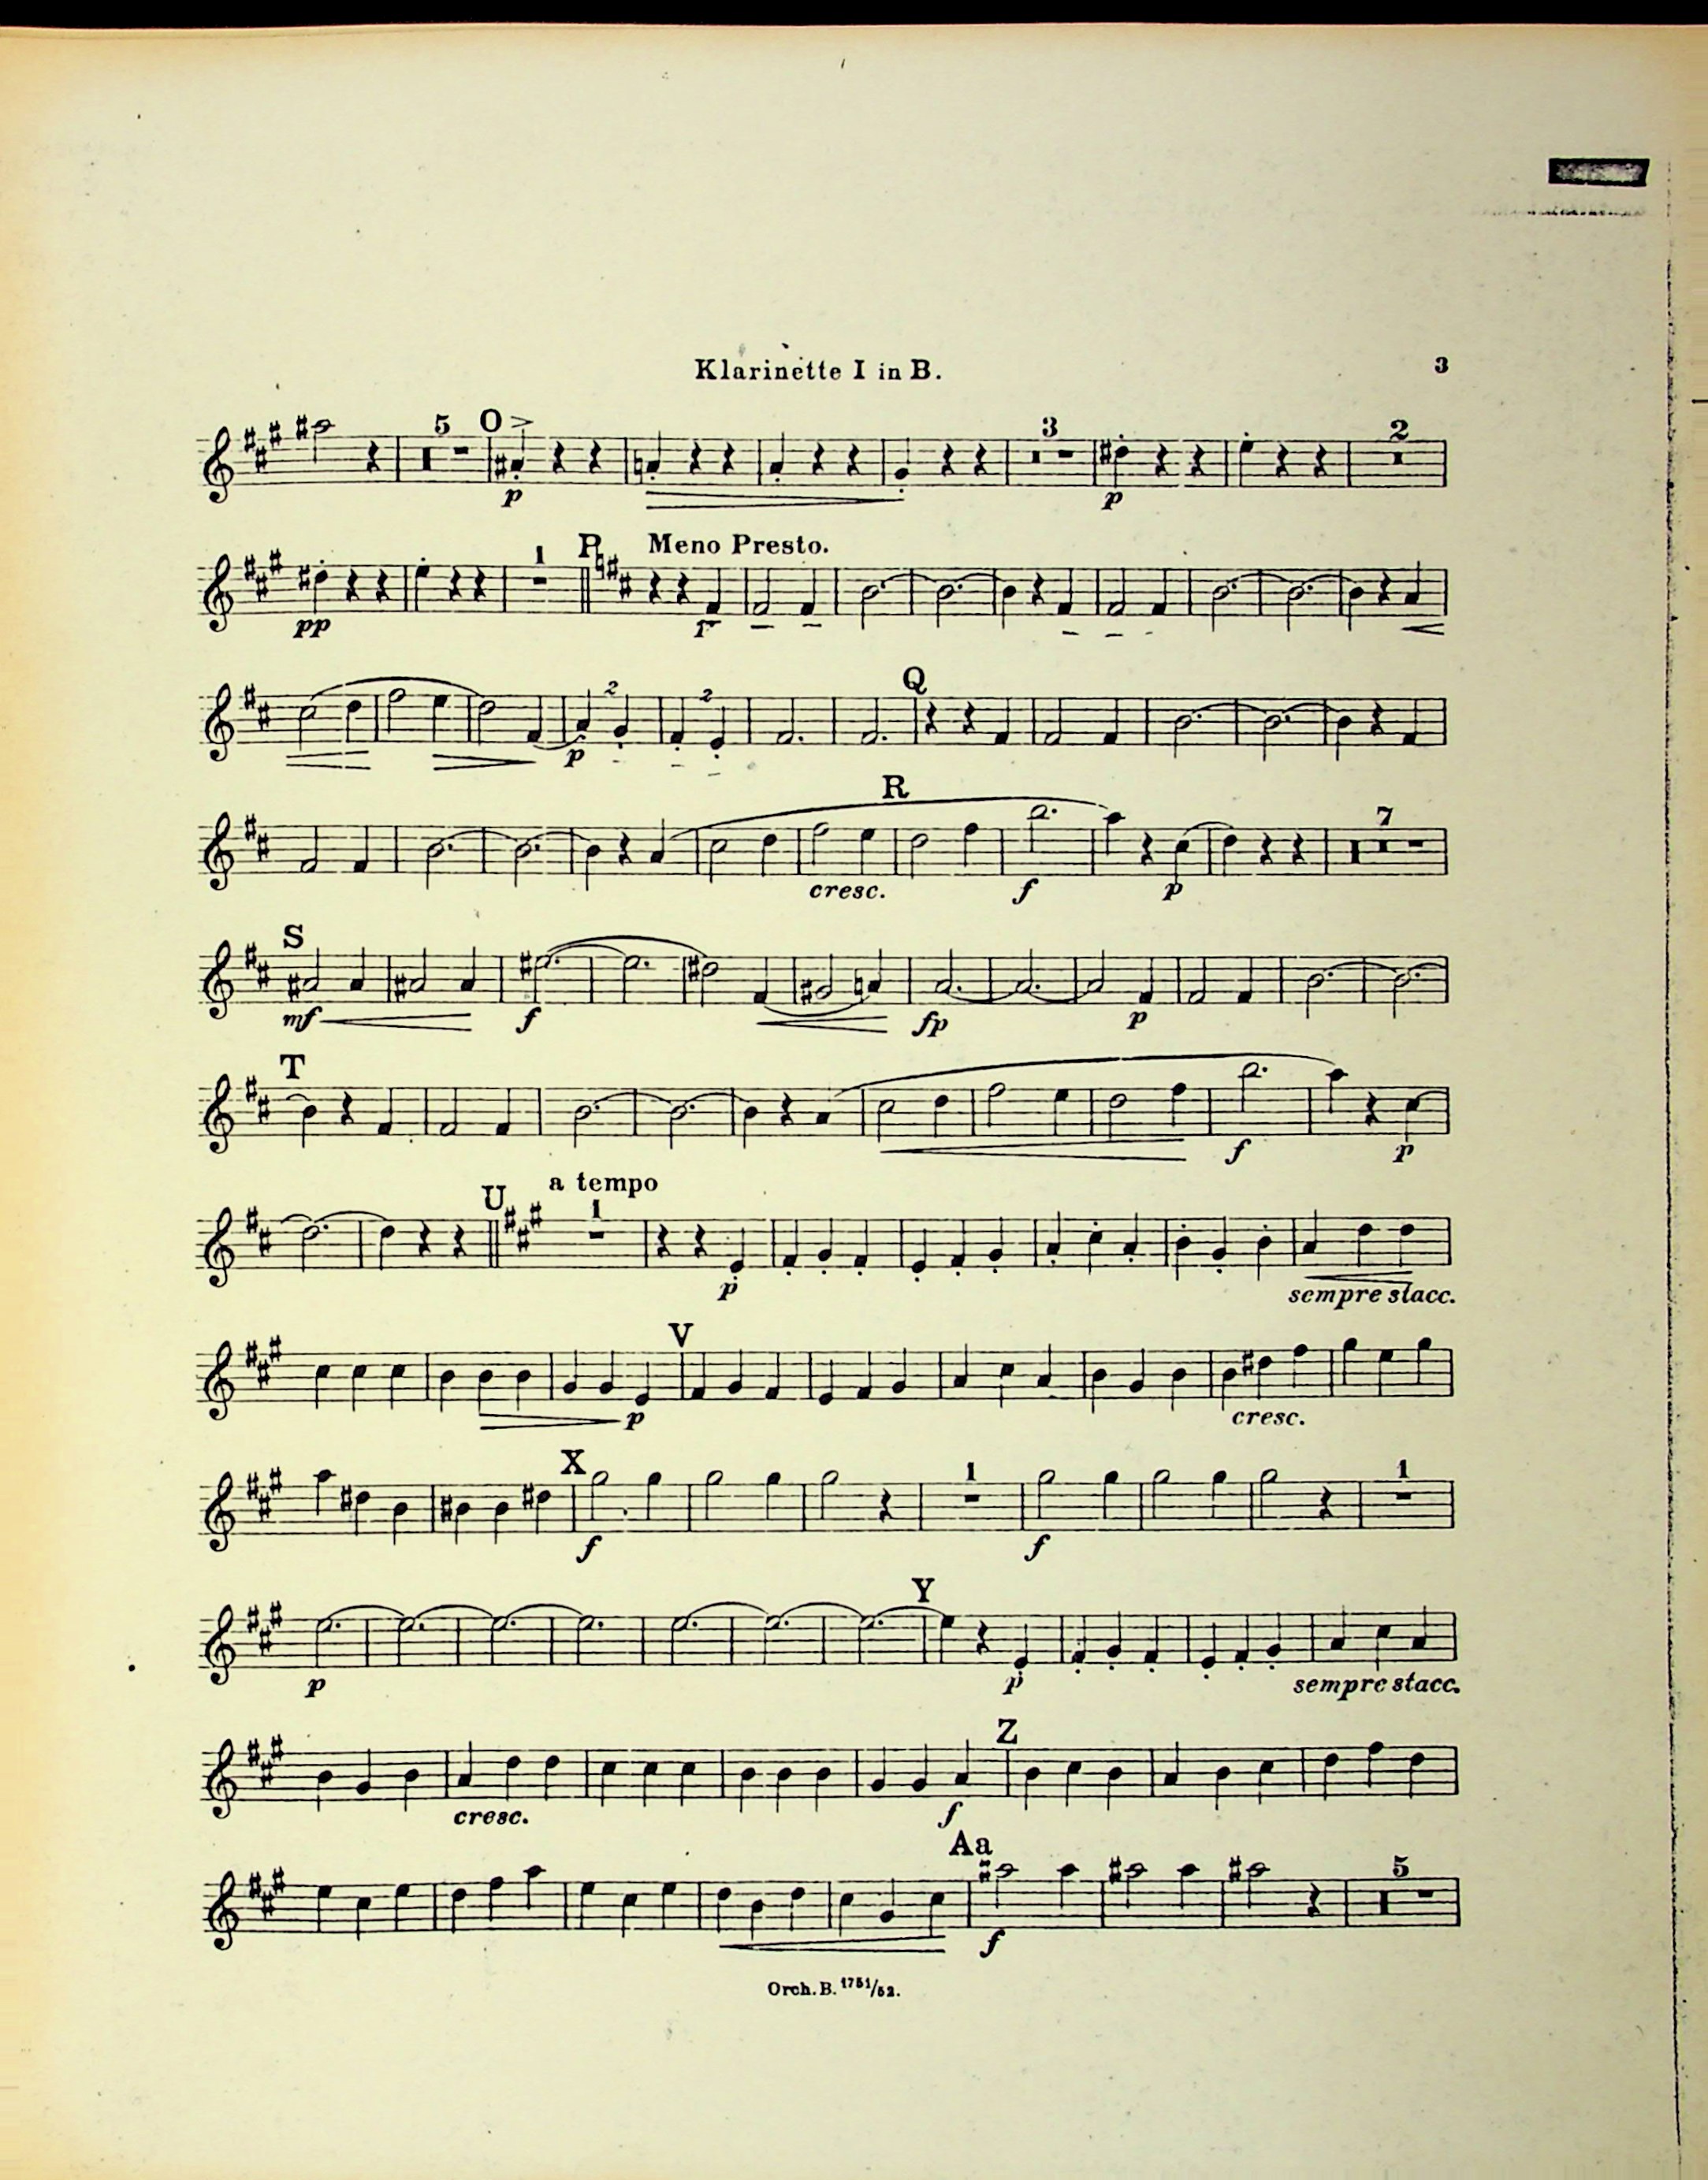 Klarinette I in B. 3
5 O 3 2
p p
1 P Meno Presto.
pp
2 2 Q
p
R 7
cresc. f p
S
mf f fp p
T
f p
U a tempo 1
p sempre stacc.
V
p cresc.
X 1 1
f f
Y
p p sempre stacc.
Z
cresc. f
Aa 5
f
Orch. B. 1751/52.